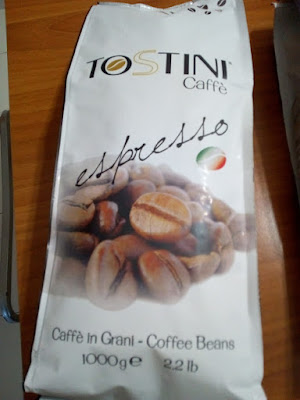 TOSTINI
Caffè
espresso
Caffè in Grani - Coffee Beans
1000g e 2.2 lb